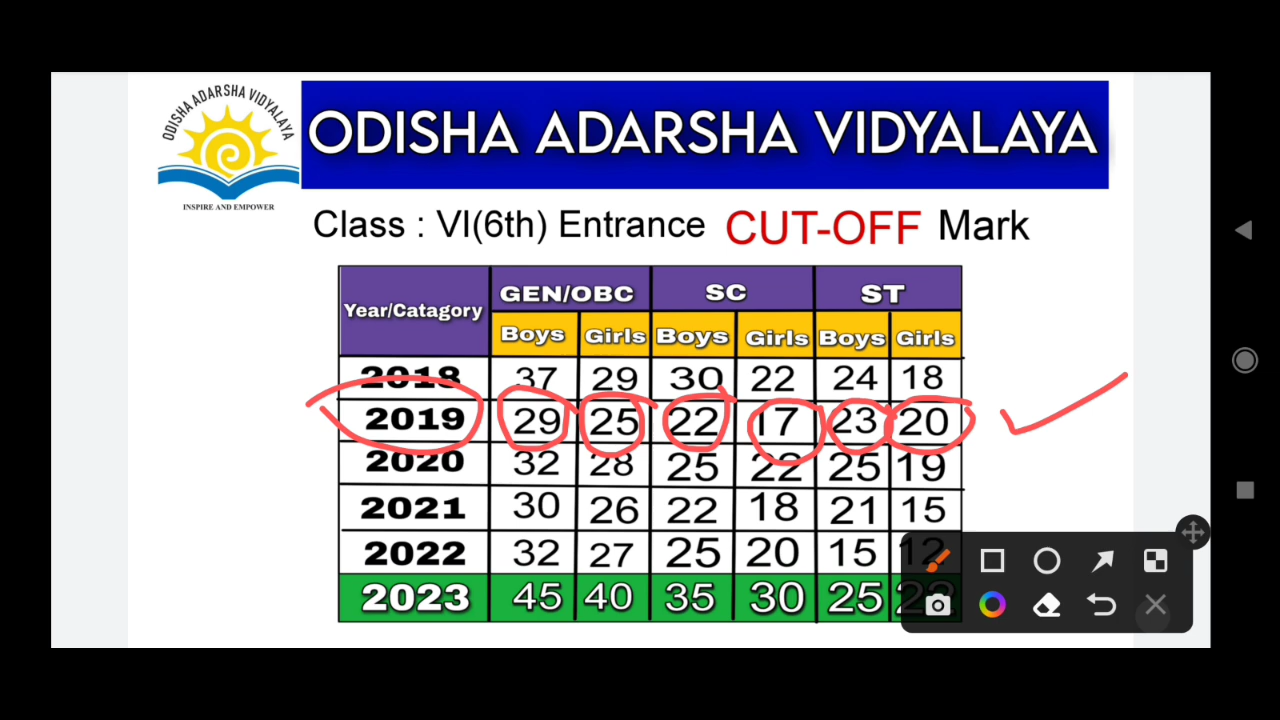 ODISHA ADARSHA VIDYALAYA
INSPIRE AND EMPOWER
ODISHA ADARSHA VIDYALAYA
Class : VI(6th) Entrance CUT-OFF Mark
Year/Catagory GEN/OBC SC ST
Boys Girls Boys Girls Boys Girls
2018 37 29 30 22 24 18
2019 29 25 22 17 23 20
2020 32 28 25 22 25 19
2021 30 26 22 18 21 15
2022 32 27 25 20 15 12
2023 45 40 35 30 25 22